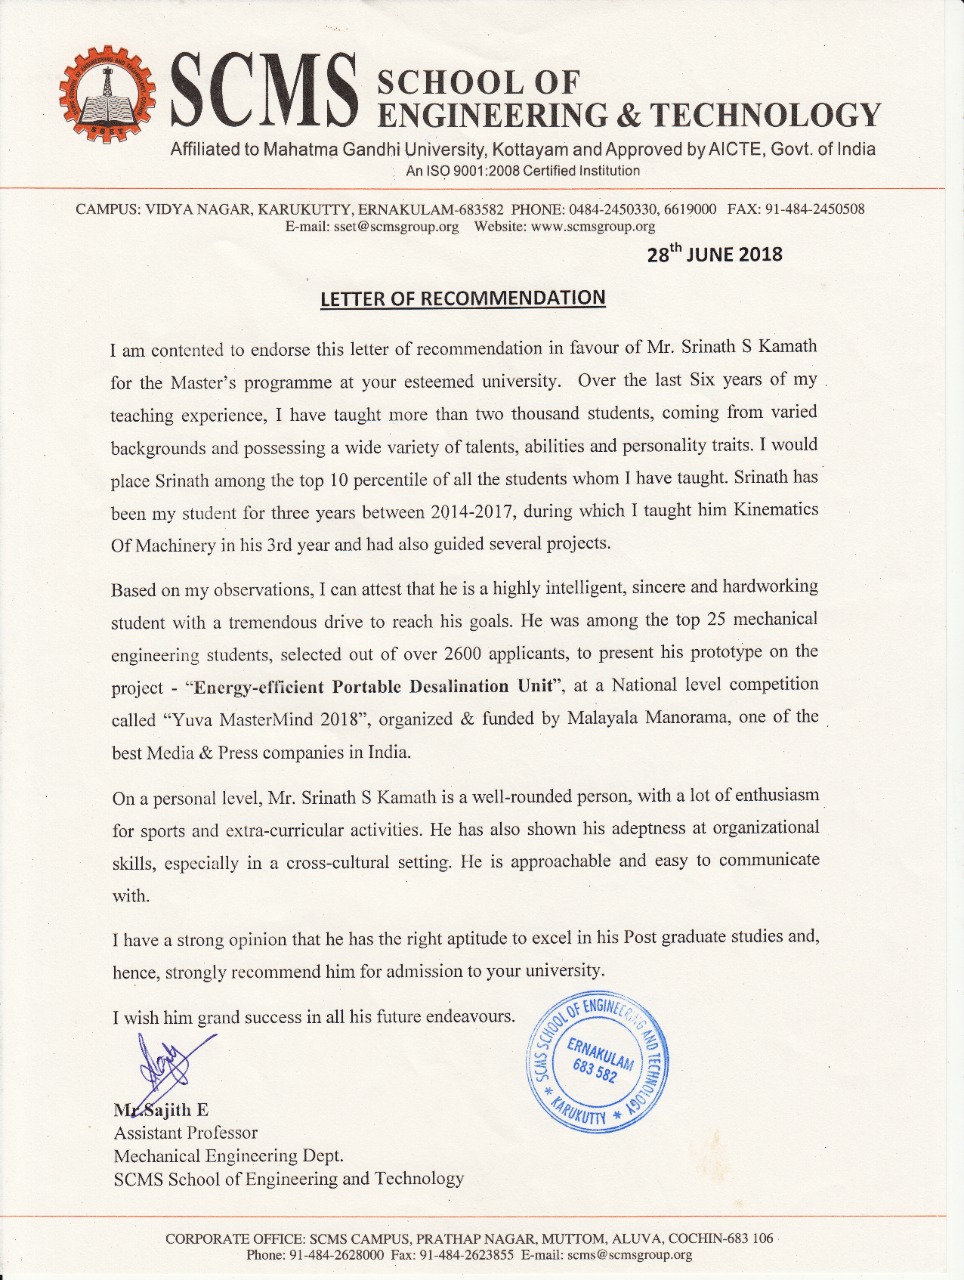 SCMS SCHOOL OF
ENGINEERING & TECHNOLOGY
Affiliated to Mahatma Gandhi University, Kottayam and Approved by AICTE, Govt. of India
An ISO 9001:2008 Certified Institution
CAMPUS: VIDYA NAGAR, KARUKUTTY, ERNAKULAM-683582 PHONE: 0484-2450330, 6619000 FAX: 91-484-2450508
E-mail: sset@scmsgroup.org Website: www.scmsgroup.org
28th JUNE 2018
LETTER OF RECOMMENDATION
I am contented to endorse this letter of recommendation in favour of Mr. Srinath S Kamath
for the Master's programme at your esteemed university. Over the last Six years of my
teaching experience, I have taught more than two thousand students, coming from varied
backgrounds and possessing a wide variety of talents, abilities and personality traits. I would
place Srinath among the top 10 percentile of all the students whom I have taught. Srinath has
been my student for three years between 2014-2017, during which I taught him Kinematics
Of Machinery in his 3rd year and had also guided several projects.
Based on my observations, I can attest that he is a highly intelligent, sincere and hardworking
student with a tremendous drive to reach his goals. He was among the top 25 mechanical
engineering students, selected out of over 2600 applicants, to present his prototype on the
project - “Energy-efficient Portable Desalination Unit”, at a National level competition
called “Yuva MasterMind 2018”, organized & funded by Malayala Manorama, one of the
best Media & Press companies in India.
On a personal level, Mr. Srinath S Kamath is a well-rounded person, with a lot of enthusiasm
for sports and extra-curricular activities. He has also shown his adeptness at organizational
skills, especially in a cross-cultural setting. He is approachable and easy to communicate
with.
I have a strong opinion that he has the right aptitude to excel in his Post graduate studies and,
hence, strongly recommend him for admission to your university.
I wish him grand success in all his future endeavours.
SCMS SCHOOL OF ENGINEERING AND TECHNOLOGY
ERNAKULAM
683 582
* KARUKUTTY *
Mr.Sajith E
Assistant Professor
Mechanical Engineering Dept.
SCMS School of Engineering and Technology
CORPORATE OFFICE: SCMS CAMPUS, PRATHAP NAGAR, MUTTOM, ALUVA, COCHIN-683 106
Phone: 91-484-2628000 Fax: 91-484-2623855 E-mail: scms@scmsgroup.org